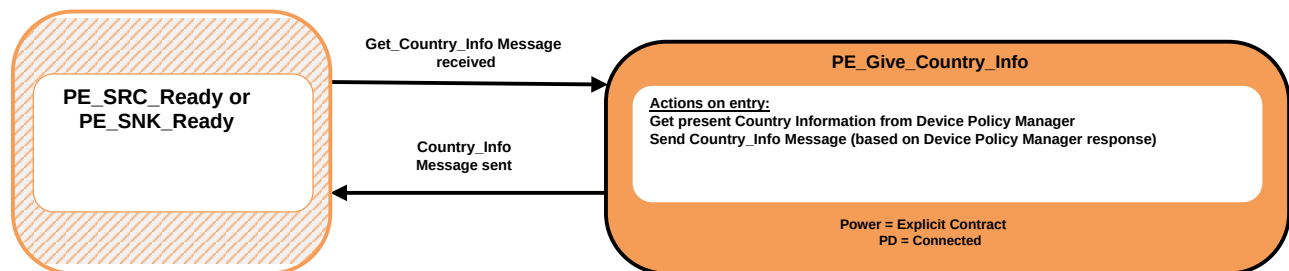 Get_Country_Info Message
received
PE_SRC_Ready or
PE_SNK_Ready
Country_Info
Message sent
PE_Give_Country_Info
Actions on entry:
Get present Country Information from Device Policy Manager
Send Country_Info Message (based on Device Policy Manager response)
Power = Explicit Contract
PD = Connected